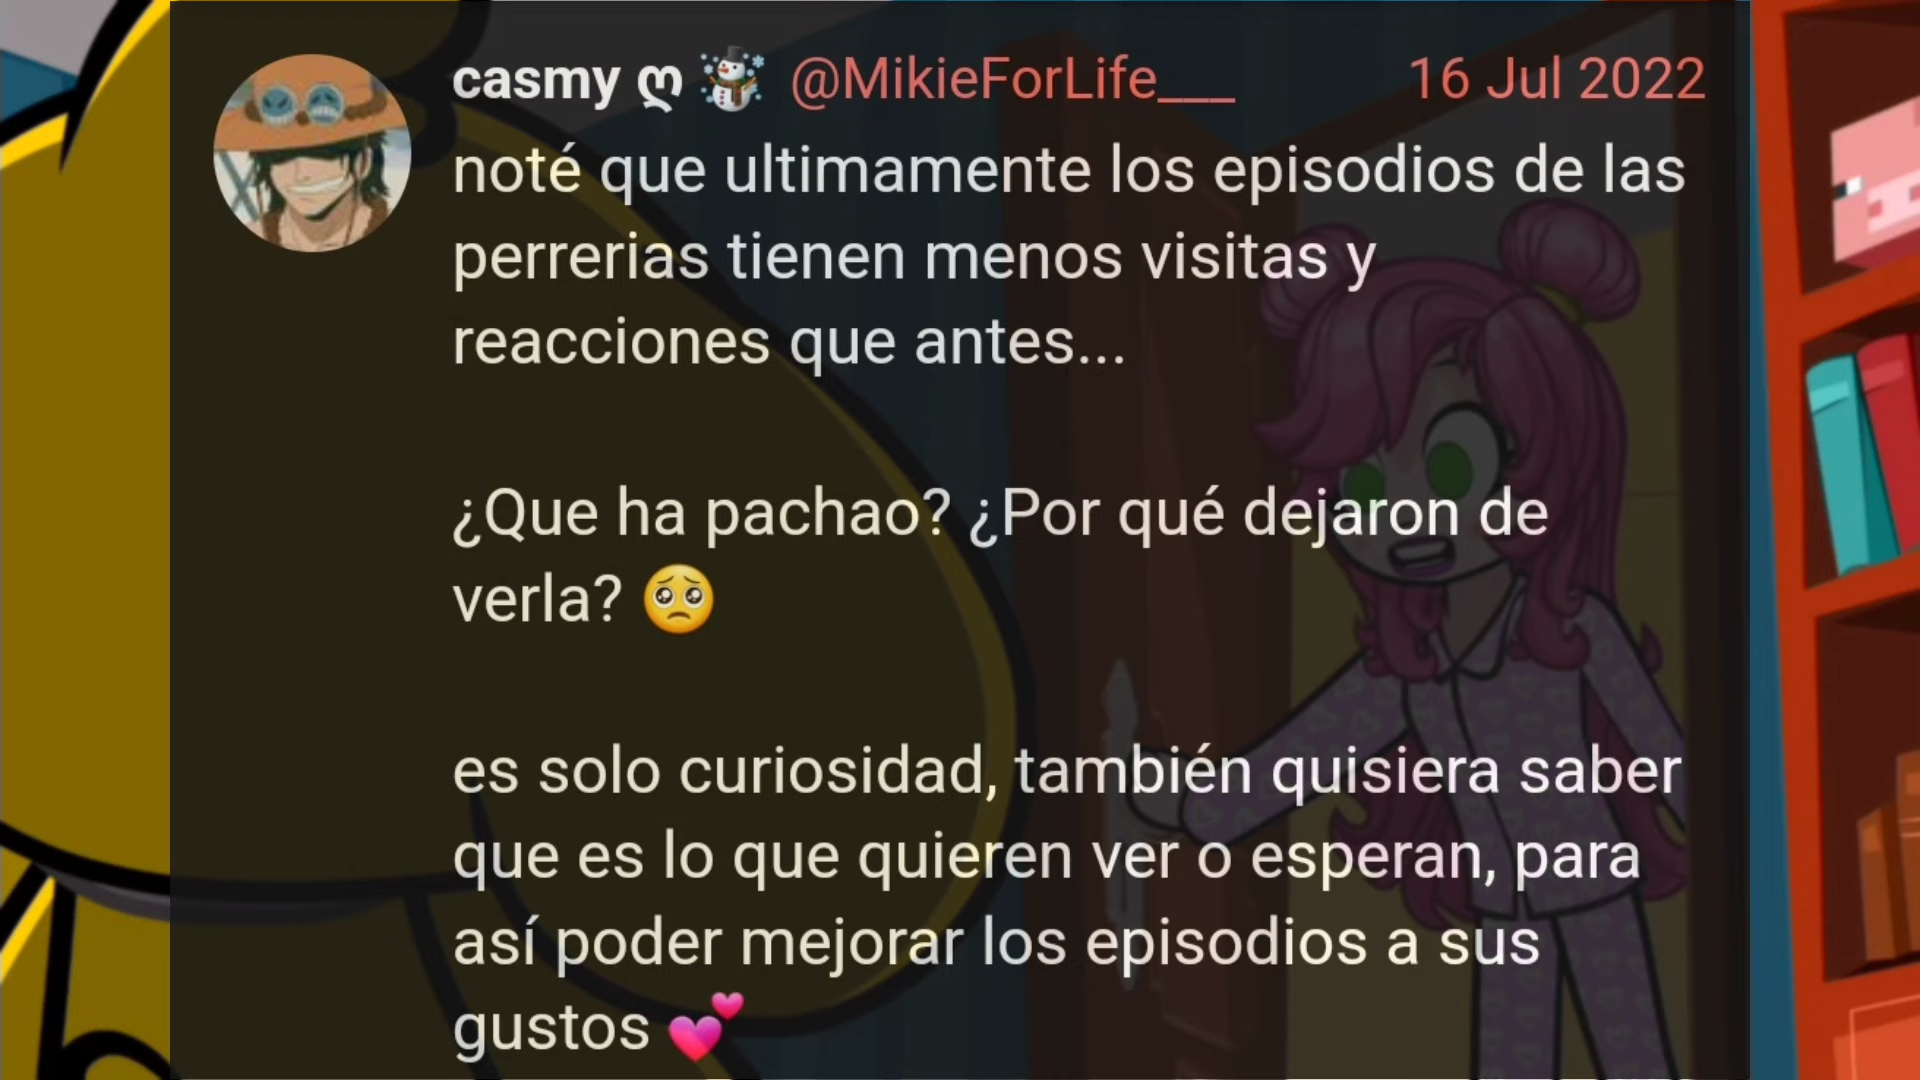 casmy ღ ☃️ @MikieForLife___ 16 Jul 2022
noté que ultimamente los episodios de las
perrerias tienen menos visitas y
reacciones que antes...
¿Que ha pachao? ¿Por qué dejaron de
verla? 🥺
es solo curiosidad, también quisiera saber
que es lo que quieren ver o esperan, para
así poder mejorar los episodios a sus
gustos 💕